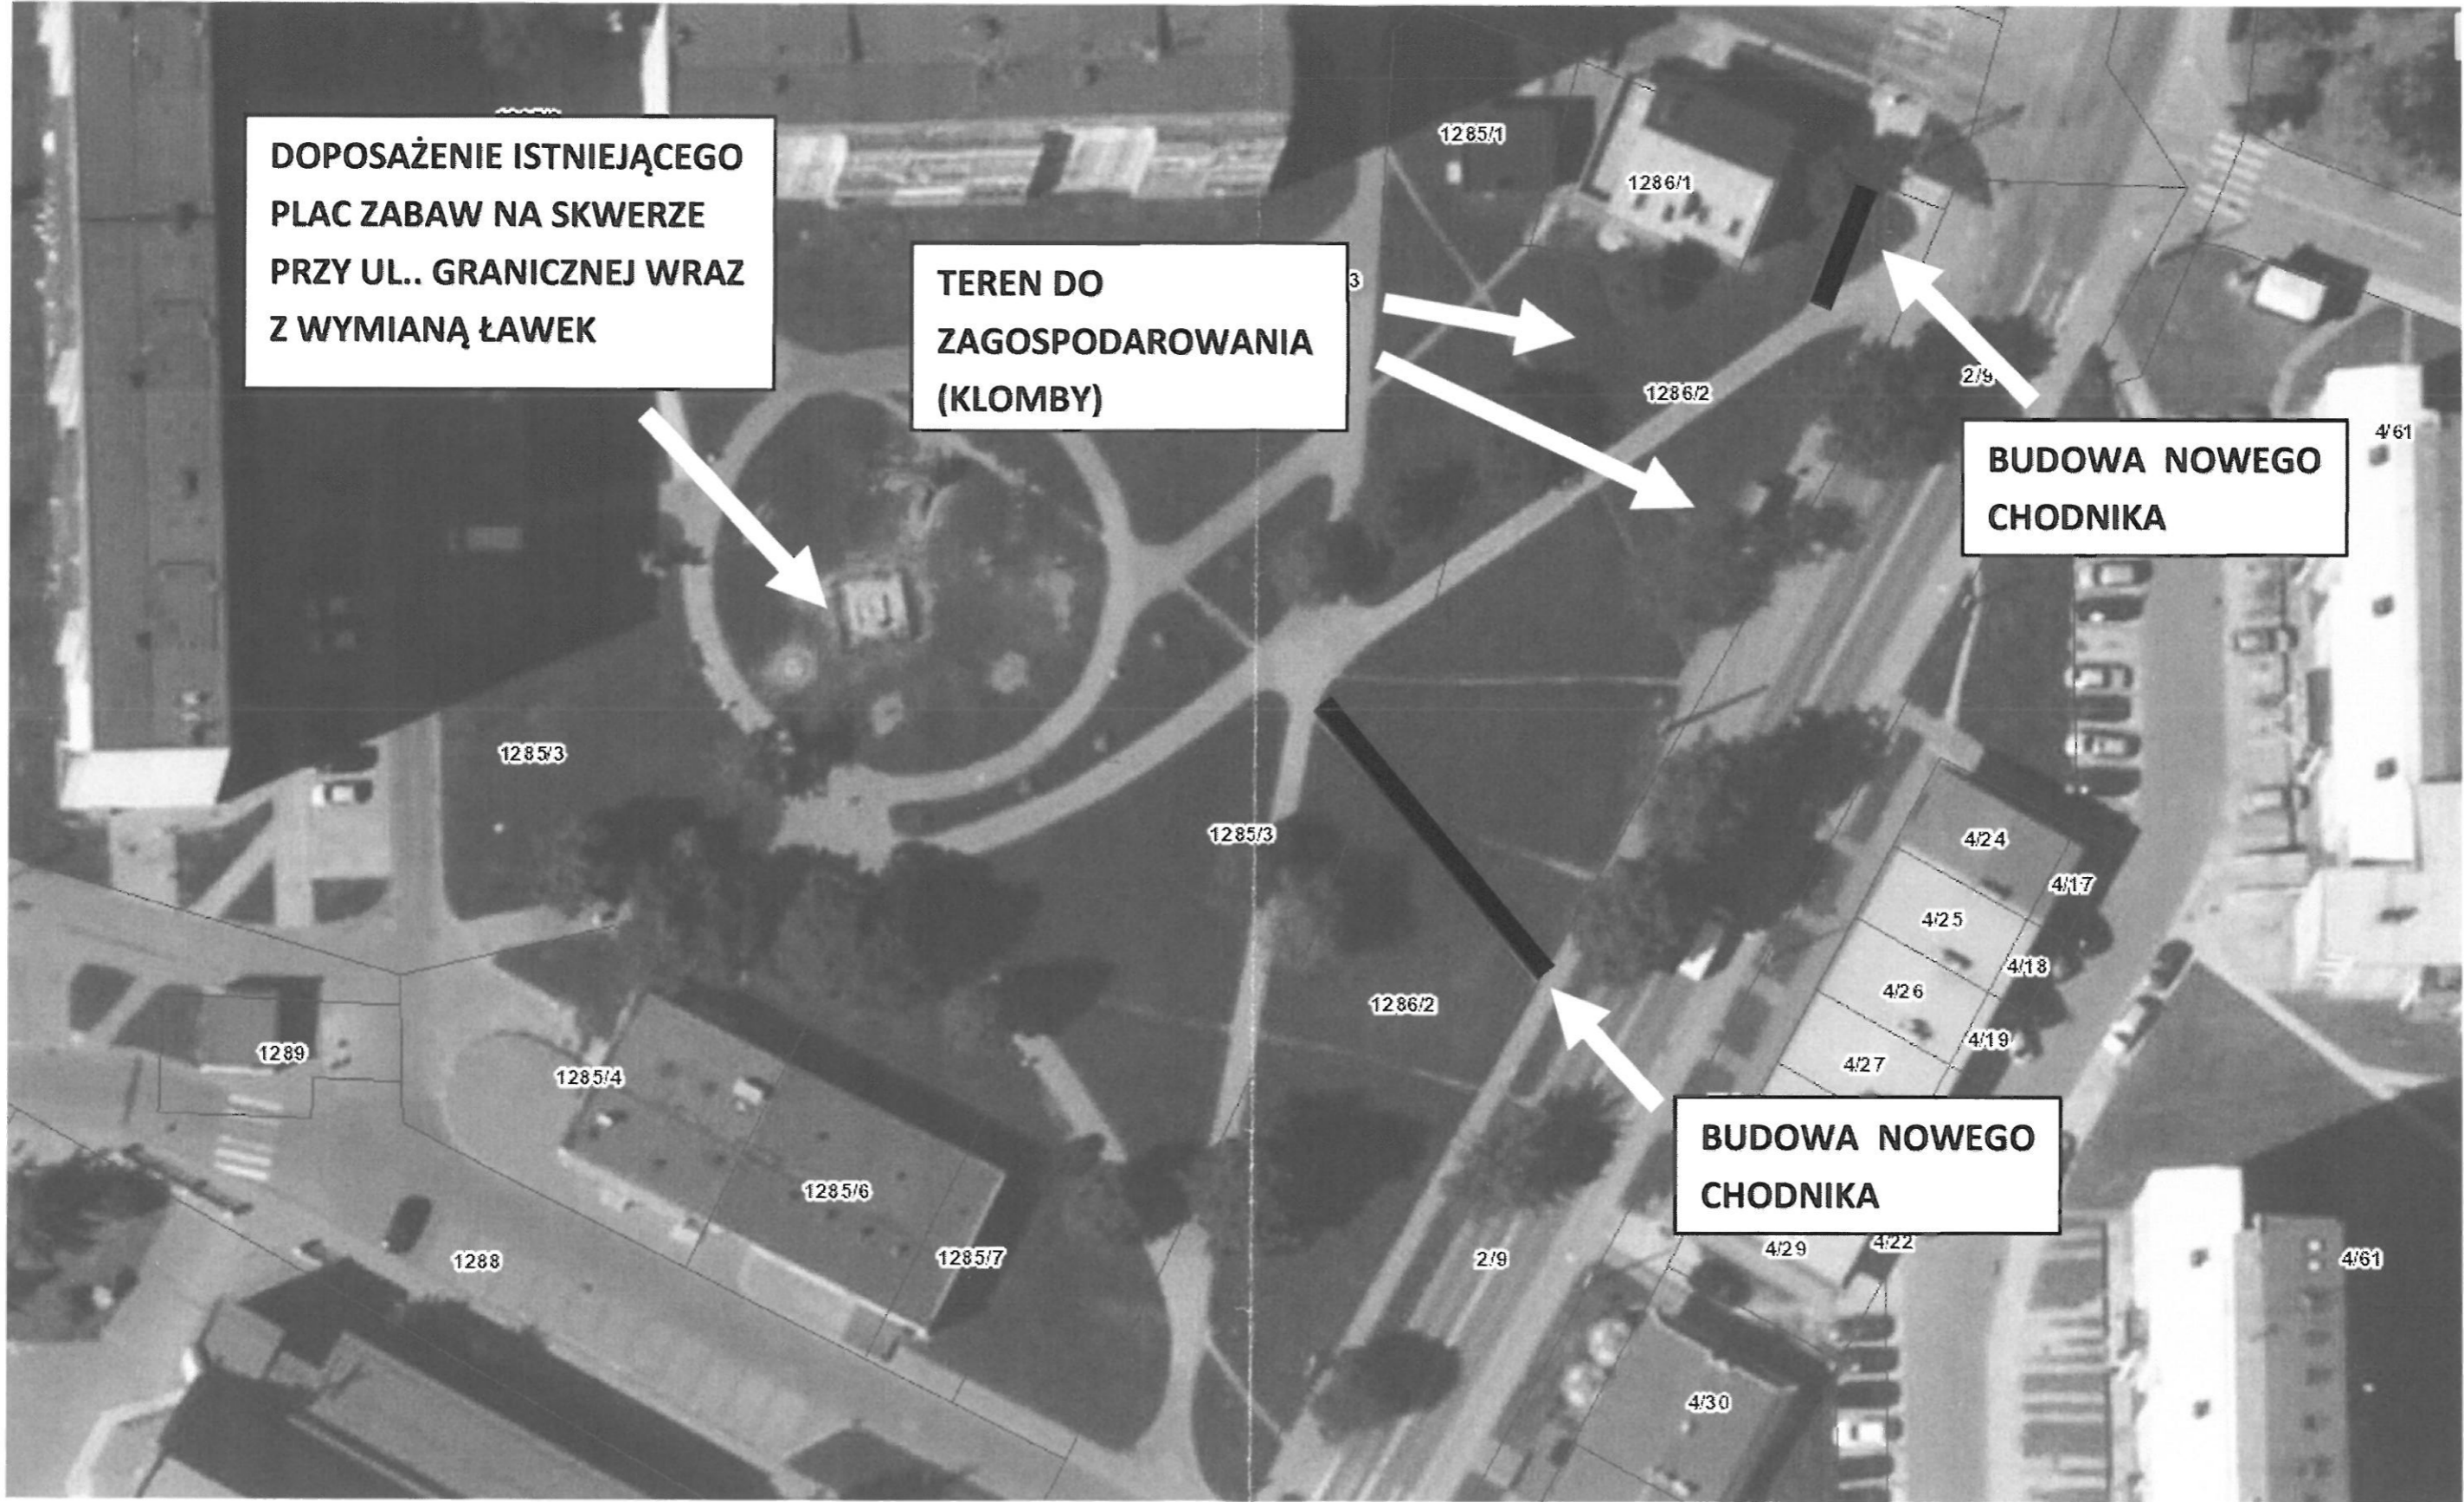 DOPOSAŻENIE ISTNIEJĄCEGO
PLAC ZABAW NA SKWERZE
PRZY UL.. GRANICZNEJ WRAZ
Z WYMIANĄ ŁAWEK
TEREN DO
ZAGOSPODAROWANIA
(KLOMBY)
3
1285/1
1286/1
1286/2
2/9
4/61
BUDOWA NOWEGO
CHODNIKA
1285/3
1285/3
4/24
4/17
4/25
4/18
4/26
4/19
4/27
1286/2
1289
1285/4
BUDOWA NOWEGO
CHODNIKA
1285/6
1285/7
1288
2/9
4/29
4/22
4/61
4/30